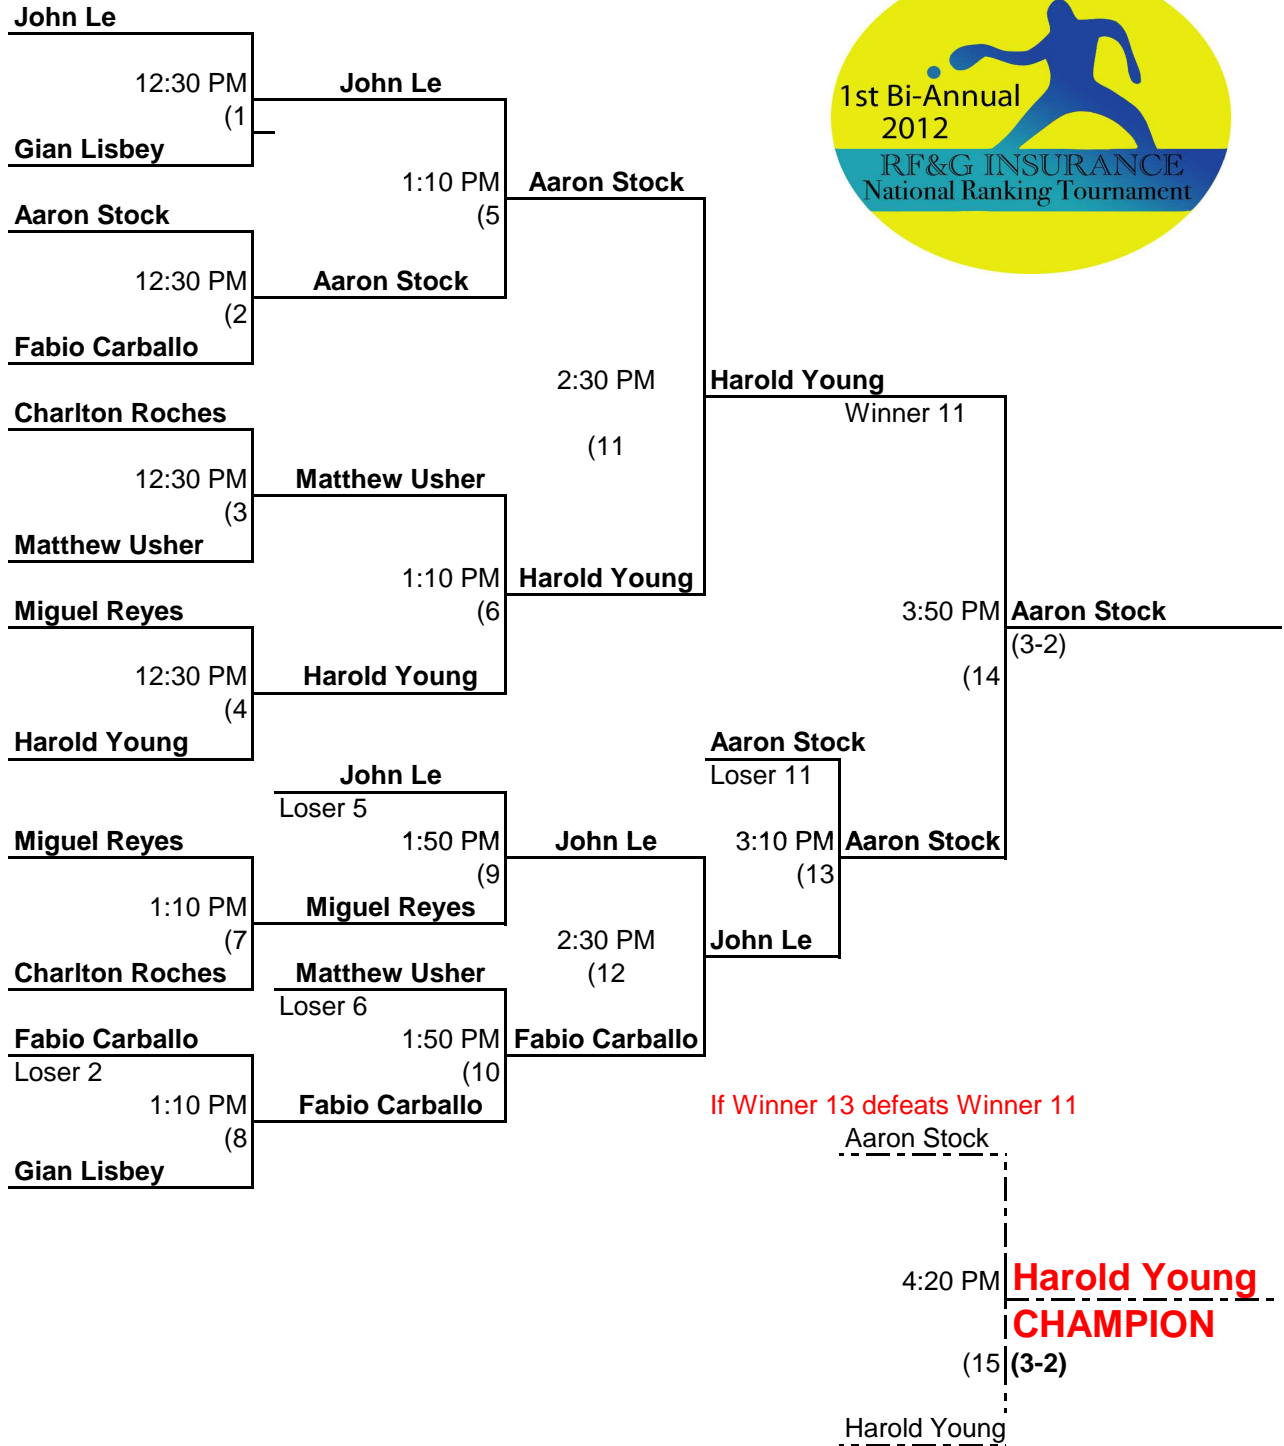 John Le
12:30 PM
John Le
(1
Gian Lisbey
1st Bi-Annual
2012
RF&G INSURANCE
National Ranking Tournament
1:10 PM
Aaron Stock
(5
Aaron Stock
12:30 PM
Aaron Stock
(2
Fabio Carballo
2:30 PM
Harold Young
Winner 11
(11
Charlton Roches
12:30 PM
Matthew Usher
(3
Matthew Usher
1:10 PM
Harold Young
(6
Miguel Reyes
12:30 PM
Harold Young
(4
Harold Young
3:50 PM
Aaron Stock
(3-2)
(14
Aaron Stock
Loser 11
John Le
Loser 5
Miguel Reyes
1:50 PM
John Le
3:10 PM
Aaron Stock
(9
(13
1:10 PM
Miguel Reyes
(7
2:30 PM
John Le
(12
Charlton Roches
Matthew Usher
Loser 6
Fabio Carballo
Loser 2
1:50 PM
Fabio Carballo
(10
1:10 PM
Fabio Carballo
(8
Gian Lisbey
If Winner 13 defeats Winner 11
Aaron Stock
4:20 PM
Harold Young
CHAMPION
(15
(3-2)
Harold Young